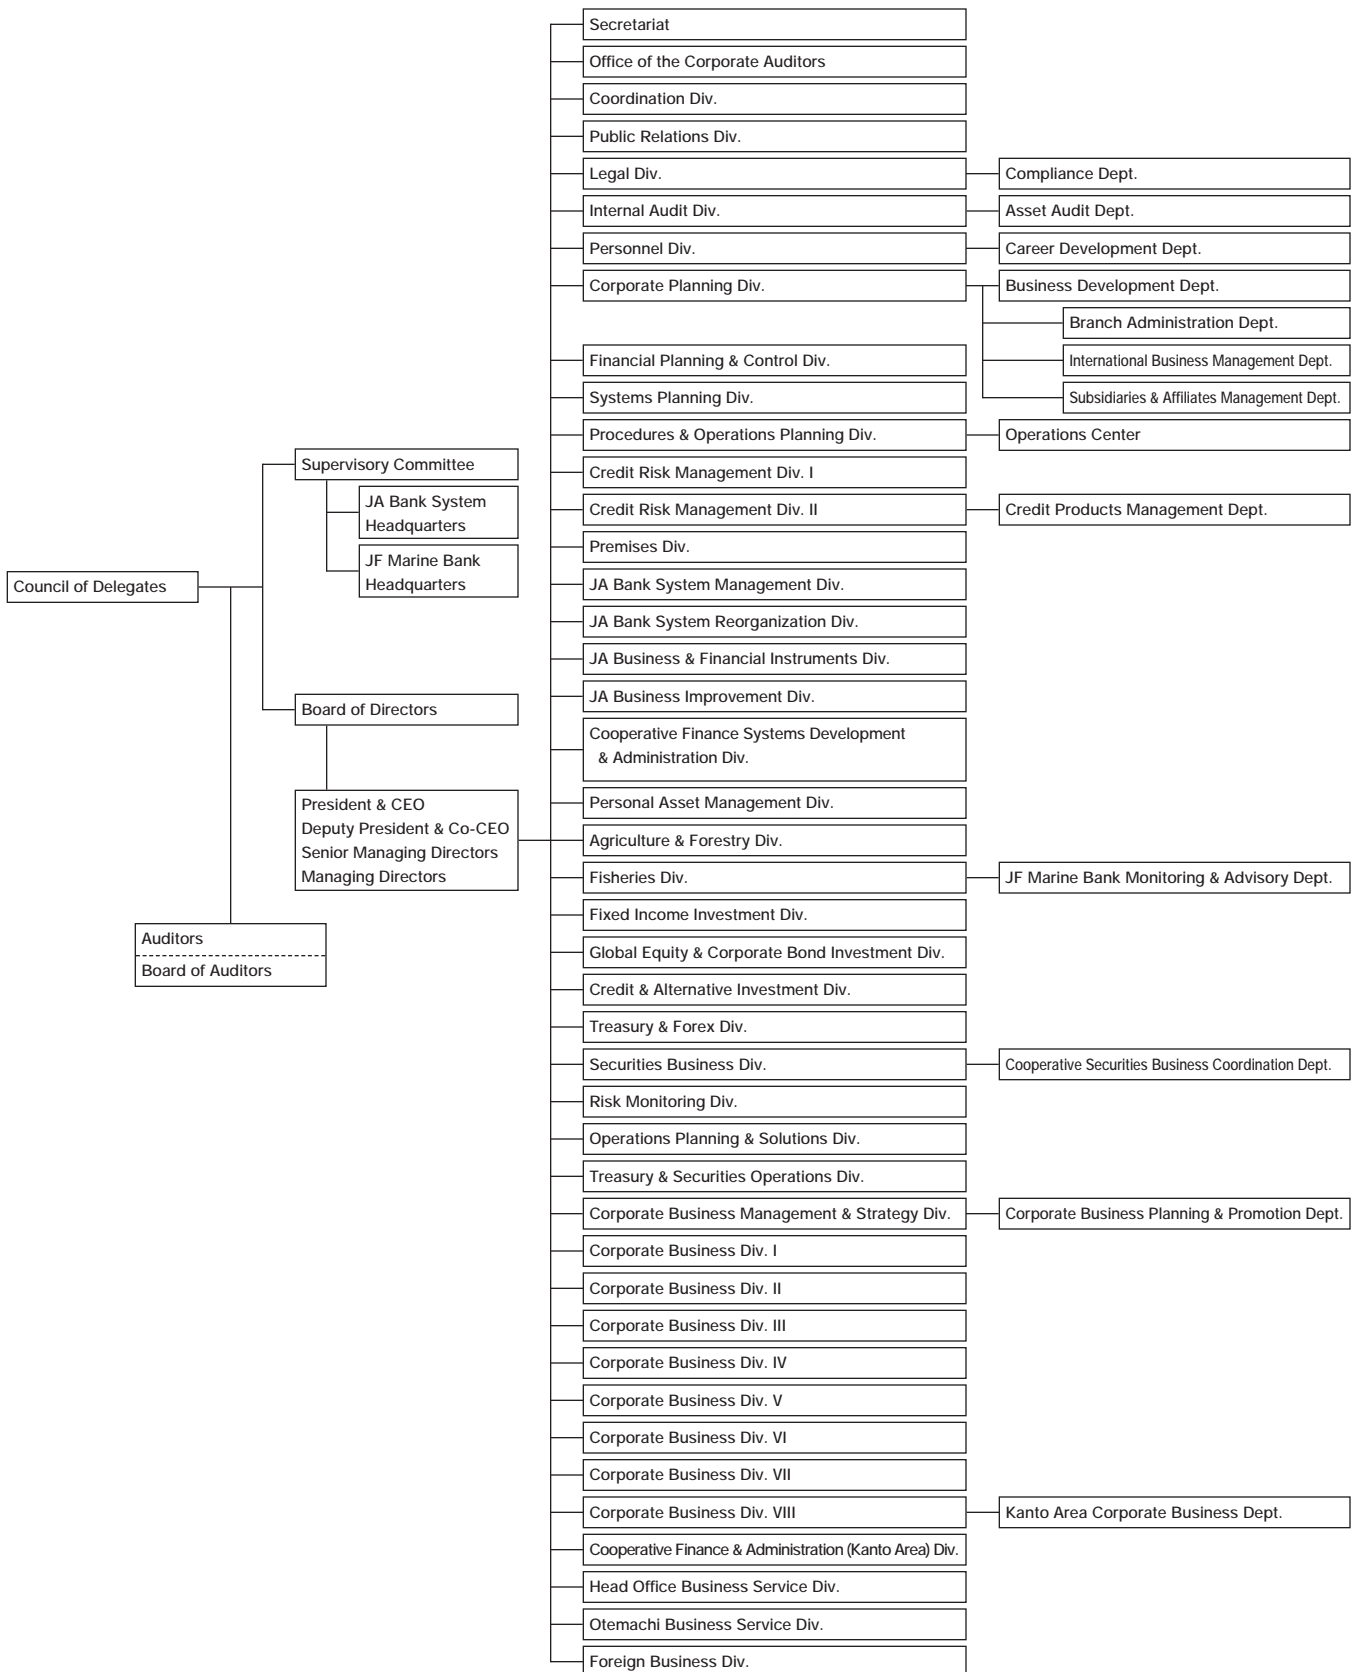 Council of Delegates
Supervisory Committee
JA Bank System
Headquarters
JF Marine Bank
Headquarters
Board of Directors
President & CEO
Deputy President & Co-CEO
Senior Managing Directors
Managing Directors
Auditors
Board of Auditors
Secretariat
Office of the Corporate Auditors
Coordination Div.
Public Relations Div.
Legal Div.
Compliance Dept.
Internal Audit Div.
Asset Audit Dept.
Personnel Div.
Career Development Dept.
Corporate Planning Div.
Business Development Dept.
Branch Administration Dept.
International Business Management Dept.
Subsidiaries & Affiliates Management Dept.
Financial Planning & Control Div.
Systems Planning Div.
Procedures & Operations Planning Div.
Operations Center
Credit Risk Management Div. I
Credit Risk Management Div. II
Credit Products Management Dept.
Premises Div.
JA Bank System Management Div.
JA Bank System Reorganization Div.
JA Business & Financial Instruments Div.
JA Business Improvement Div.
Cooperative Finance Systems Development
& Administration Div.
Personal Asset Management Div.
Agriculture & Forestry Div.
Fisheries Div.
JF Marine Bank Monitoring & Advisory Dept.
Fixed Income Investment Div.
Global Equity & Corporate Bond Investment Div.
Credit & Alternative Investment Div.
Treasury & Forex Div.
Securities Business Div.
Cooperative Securities Business Coordination Dept.
Risk Monitoring Div.
Operations Planning & Solutions Div.
Treasury & Securities Operations Div.
Corporate Business Management & Strategy Div.
Corporate Business Planning & Promotion Dept.
Corporate Business Div. I
Corporate Business Div. II
Corporate Business Div. III
Corporate Business Div. IV
Corporate Business Div. V
Corporate Business Div. VI
Corporate Business Div. VII
Corporate Business Div. VIII
Kanto Area Corporate Business Dept.
Cooperative Finance & Administration (Kanto Area) Div.
Head Office Business Service Div.
Otemachi Business Service Div.
Foreign Business Div.